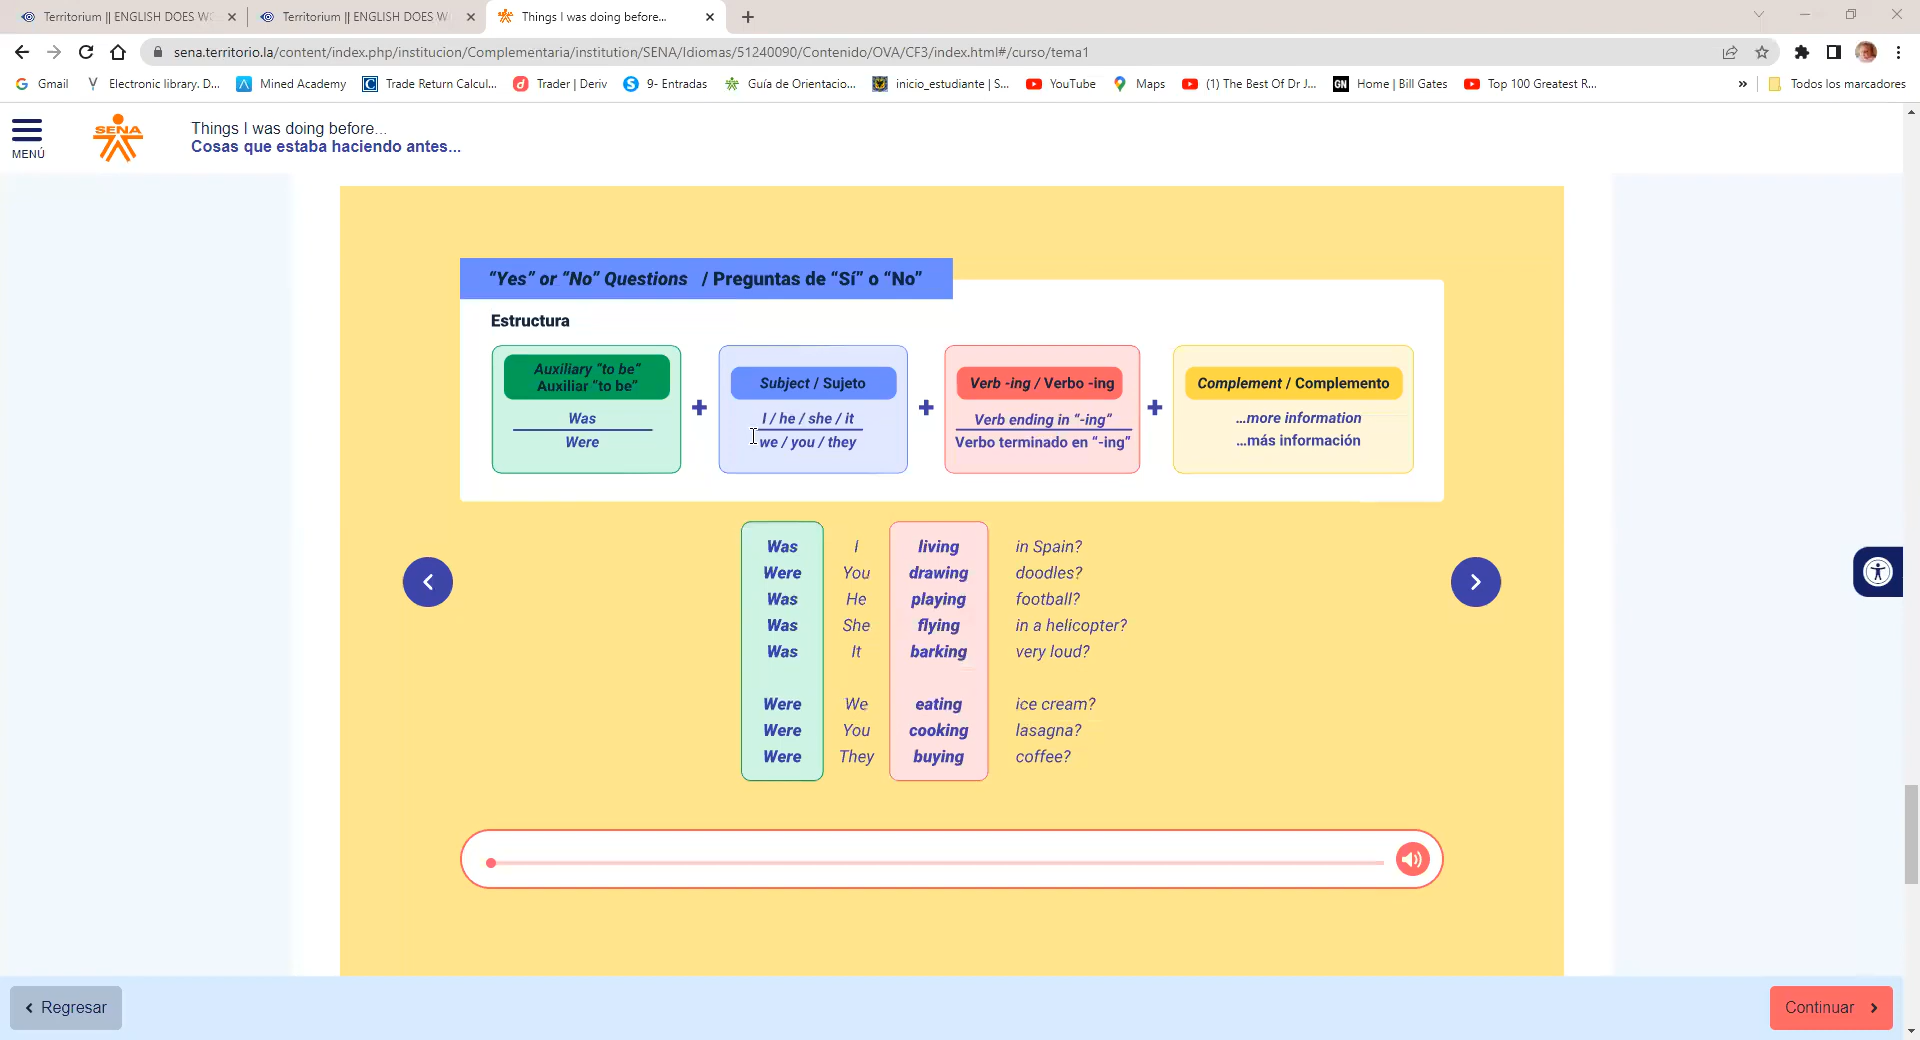 Territorium || ENGLISH DOES W
Territorium || ENGLISH DOES W
Things I was doing before...
sena.territorio.la/content/index.php/institucion/Complementaria/institution/SENA/Idiomas/51240090/Contenido/OVA/CF3/index.html#/curso/tema1
Gmail
Electronic library. D...
Mined Academy
Trade Return Calcul...
Trader | Deriv
9- Entradas
Guía de Orientacio...
inicio_estudiante | S...
YouTube
Maps
(1) The Best Of Dr J...
GN Home | Bill Gates
Top 100 Greatest R...
»
Todos los marcadores
MENÚ
SENA
Things I was doing before...
Cosas que estaba haciendo antes...
“Yes” or “No” Questions / Preguntas de “Sí” o “No”
Estructura
Auxiliary “to be”
Auxiliar “to be”
Was
Were
+
Subject / Sujeto
I / he / she / it
we / you / they
+
Verb -ing / Verbo -ing
Verb ending in “-ing”
Verbo terminado en “-ing”
+
Complement / Complemento
...more information
...más información
Was I living in Spain?
Were You drawing doodles?
Was He playing football?
Was She flying in a helicopter?
Was It barking very loud?
Were We eating ice cream?
Were You cooking lasagna?
Were They buying coffee?
Regresar
Continuar